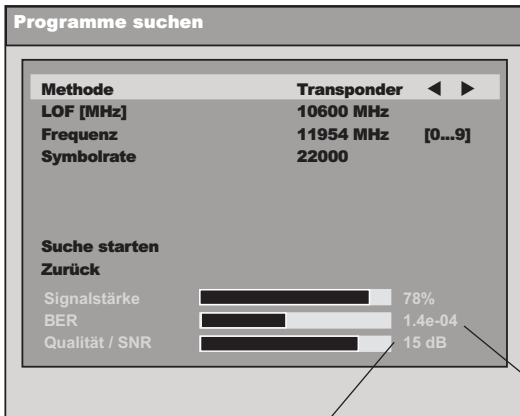 Programme suchen
Methode Transponder ◀ ▶
LOF [MHz] 10600 MHz
Frequenz 11954 MHz [0...9]
Symbolrate 22000
Suche starten
Zurück
Signalstärke 78%
BER 1.4e-04
Qualität / SNR 15 dB